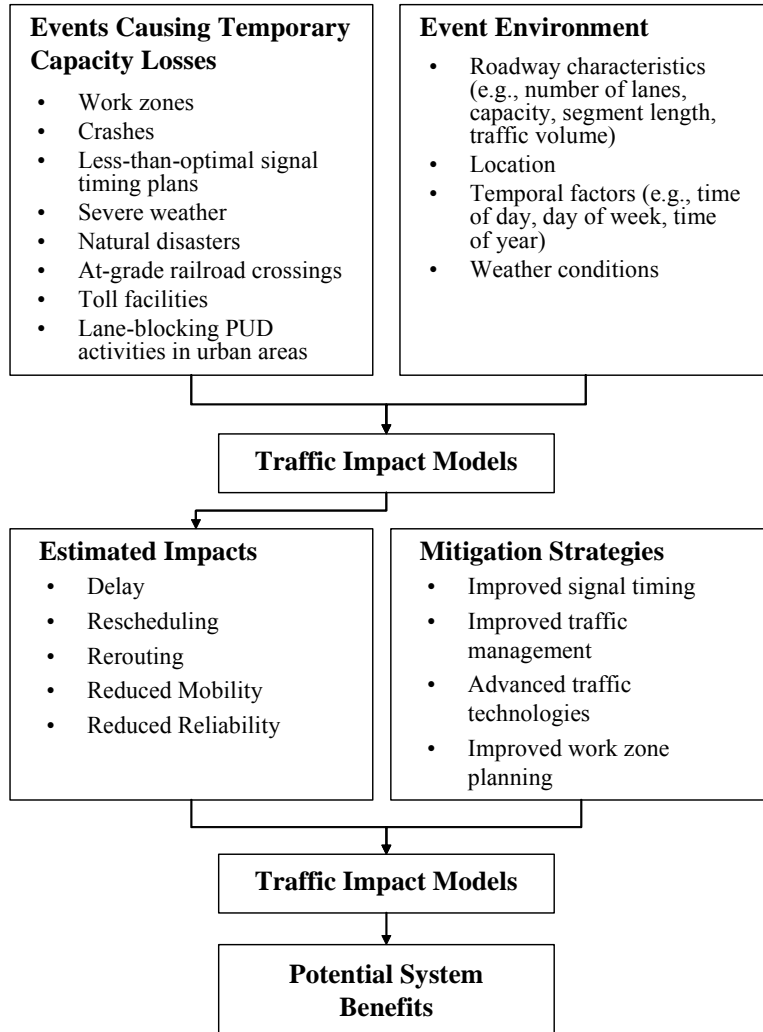 Events Causing Temporary
Capacity Losses
• Work zones
• Crashes
• Less-than-optimal signal
timing plans
• Severe weather
• Natural disasters
• At-grade railroad crossings
• Toll facilities
• Lane-blocking PUD
activities in urban areas
Event Environment
• Roadway characteristics
(e.g., number of lanes,
capacity, segment length,
traffic volume)
• Location
• Temporal factors (e.g., time
of day, day of week, time
of year)
• Weather conditions
Traffic Impact Models
Estimated Impacts
• Delay
• Rescheduling
• Rerouting
• Reduced Mobility
• Reduced Reliability
Mitigation Strategies
• Improved signal timing
• Improved traffic
management
• Advanced traffic
technologies
• Improved work zone
planning
Traffic Impact Models
Potential System
Benefits